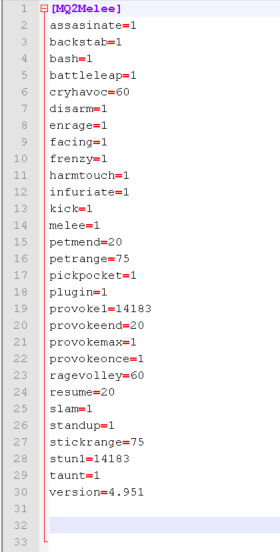 1 [MQ2Melee]
2 assasinate=1
3 backstab=1
4 bash=1
5 battleleap=1
6 cryhavoc=60
7 disarm=1
8 enrage=1
9 facing=1
10 frenzy=1
11 harmtouch=1
12 infuriate=1
13 kick=1
14 melee=1
15 petmend=20
16 petrange=75
17 pickpocket=1
18 plugin=1
19 provoke1=14183
20 provokeend=20
21 provokemax=1
22 provokeonce=1
23 ragevolley=60
24 resume=20
25 slam=1
26 standup=1
27 stickrange=75
28 stun1=14183
29 taunt=1
30 version=4.951
31
32
33